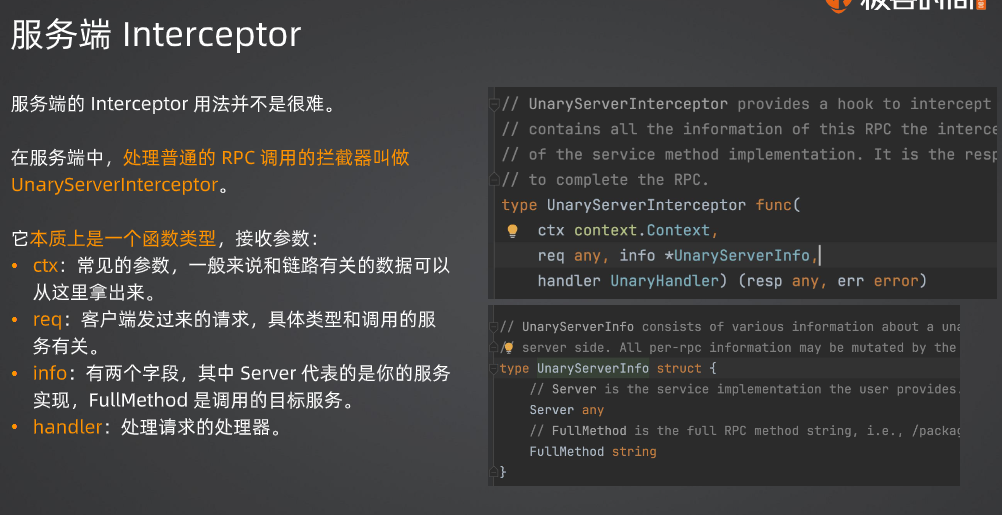 极客时间
服务端 Interceptor
服务端的 Interceptor 用法并不是很难。
在服务端中，处理普通的 RPC 调用的拦截器叫做
UnaryServerInterceptor。
它本质上是一个函数类型，接收参数：
• ctx：常见的参数，一般来说和链路有关的数据可以
从这里拿出来。
• req：客户端发过来的请求，具体类型和调用的服
务有关。
• info：有两个字段，其中 Server 代表的是你的服务
实现，FullMethod 是调用的目标服务。
• handler：处理请求的处理器。
// UnaryServerInterceptor provides a hook to intercept
// contains all the information of this RPC the interce
// of the service method implementation. It is the resp
// to complete the RPC.
type UnaryServerInterceptor func(
ctx context.Context,
req any, info *UnaryServerInfo,
handler UnaryHandler) (resp any, err error)
// UnaryServerInfo consists of various information about a una
// server side. All per-rpc information may be mutated by the
type UnaryServerInfo struct {
// Server is the service implementation the user provides.
Server any
// FullMethod is the full RPC method string, i.e., /packag
FullMethod string
}